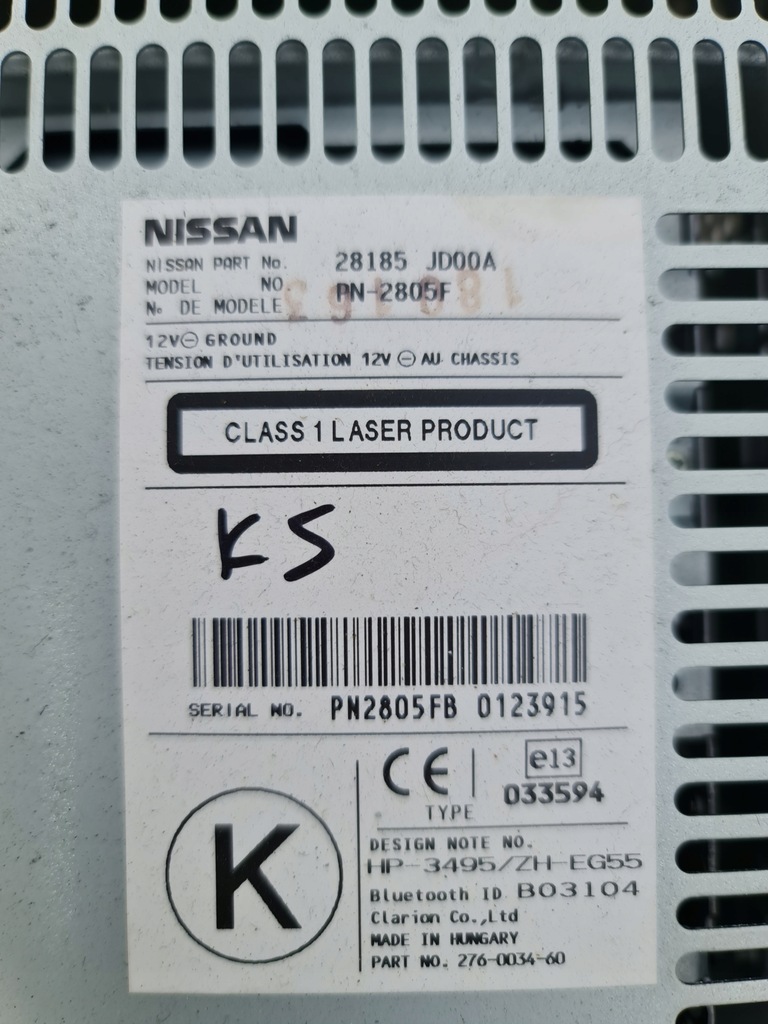 NISSAN
NISSAN PART No. 28185 JD00A
MODEL NO. PN-2805F
No DE MODELE
12V⊖ GROUND
TENSION D'UTILISATION 12V ⊖ AU CHASSIS
CLASS 1 LASER PRODUCT
KS
SERIAL NO. PN2805FB 0123915
K
CE
e13
TYPE 033594
DESIGN NOTE NO.
HP-3495/ZH-EG55
Bluetooth ID B03104
Clarion Co.,Ltd
MADE IN HUNGARY
PART NO. 276-0034-60